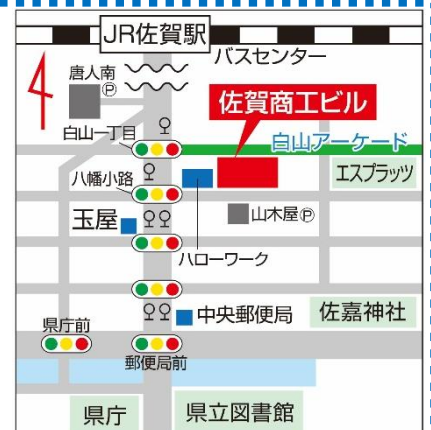 JR佐賀駅
バスセンター
唐人南
Ⓟ
佐賀商工ビル
白山一丁目
白山アーケード
八幡小路
エスプラッツ
玉屋
山木屋Ⓟ
ハローワーク
中央郵便局
佐嘉神社
県庁前
郵便局前
県庁
県立図書館